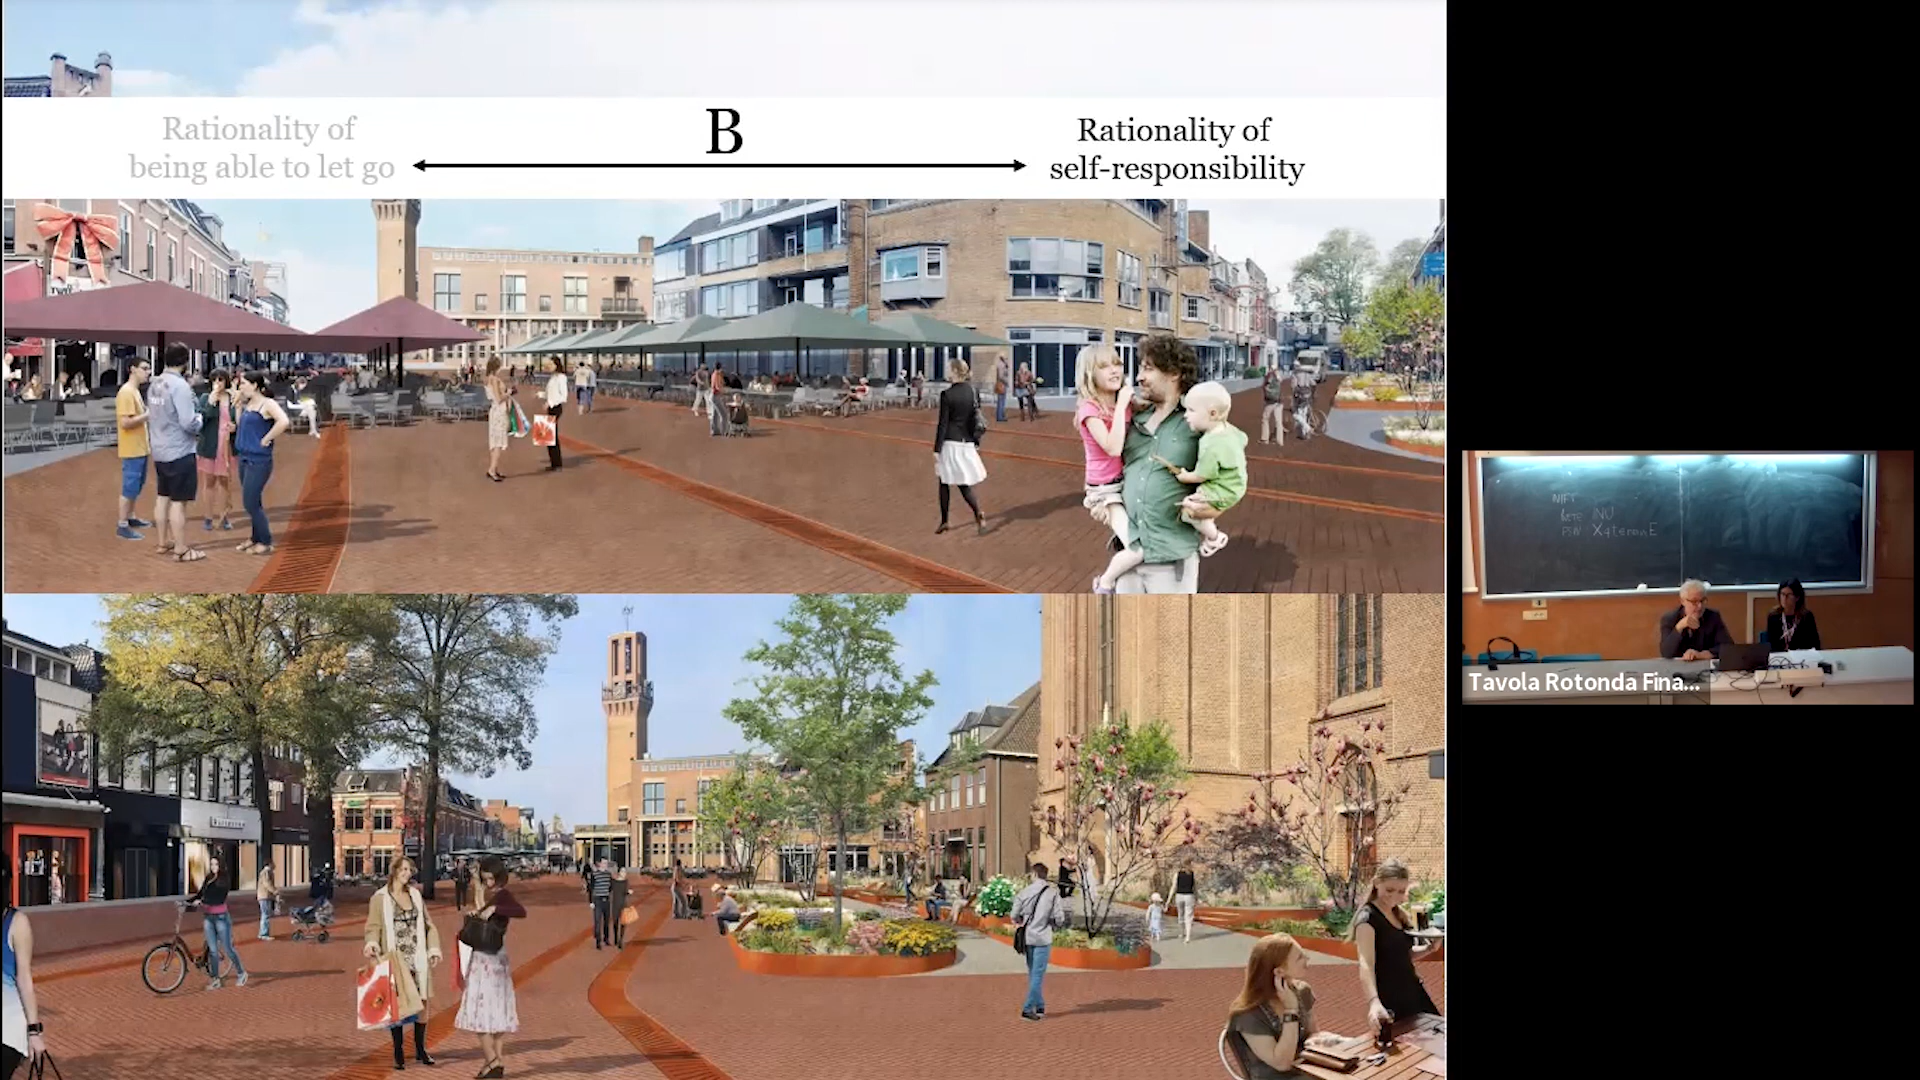 Rationality of
being able to let go
B
Rationality of
self-responsibility
Tavola Rotonda Fina...